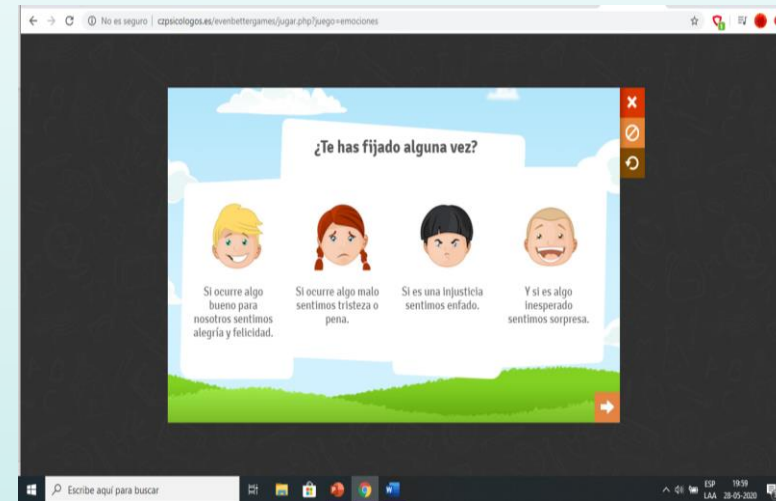 No es seguro | czpsicologos.es/evenbettergames/jugar.php?juego=emociones
¿Te has fijado alguna vez?
Si ocurre algo
bueno para
nosotros sentimos
alegría y felicidad.
Si ocurre algo malo
sentimos tristeza o
pena.
Si es una injusticia
sentimos enfado.
Y si es algo
inesperado
sentimos sorpresa.
Escribe aquí para buscar
ESP
LAA
19:59
28-05-2020